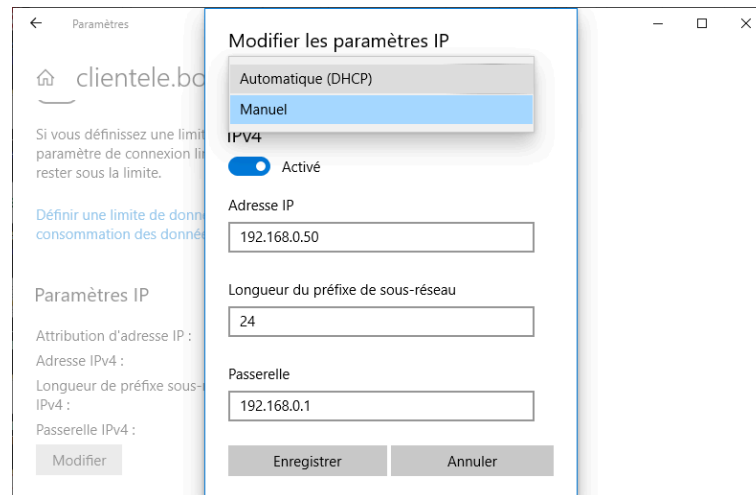 Paramètres
clientele.bo
Si vous définissez une limit
paramètre de connexion lin
rester sous la limite.
Définir une limite de donn
consommation des donnée
Paramètres IP
Attribution d'adresse IP :
Adresse IPv4 :
Longueur de préfixe sous-r
IPv4 :
Passerelle IPv4 :
Modifier
Modifier les paramètres IP
Automatique (DHCP)
Manuel
IPv4
Activé
Adresse IP
192.168.0.50
Longueur du préfixe de sous-réseau
24
Passerelle
192.168.0.1
Enregistrer
Annuler